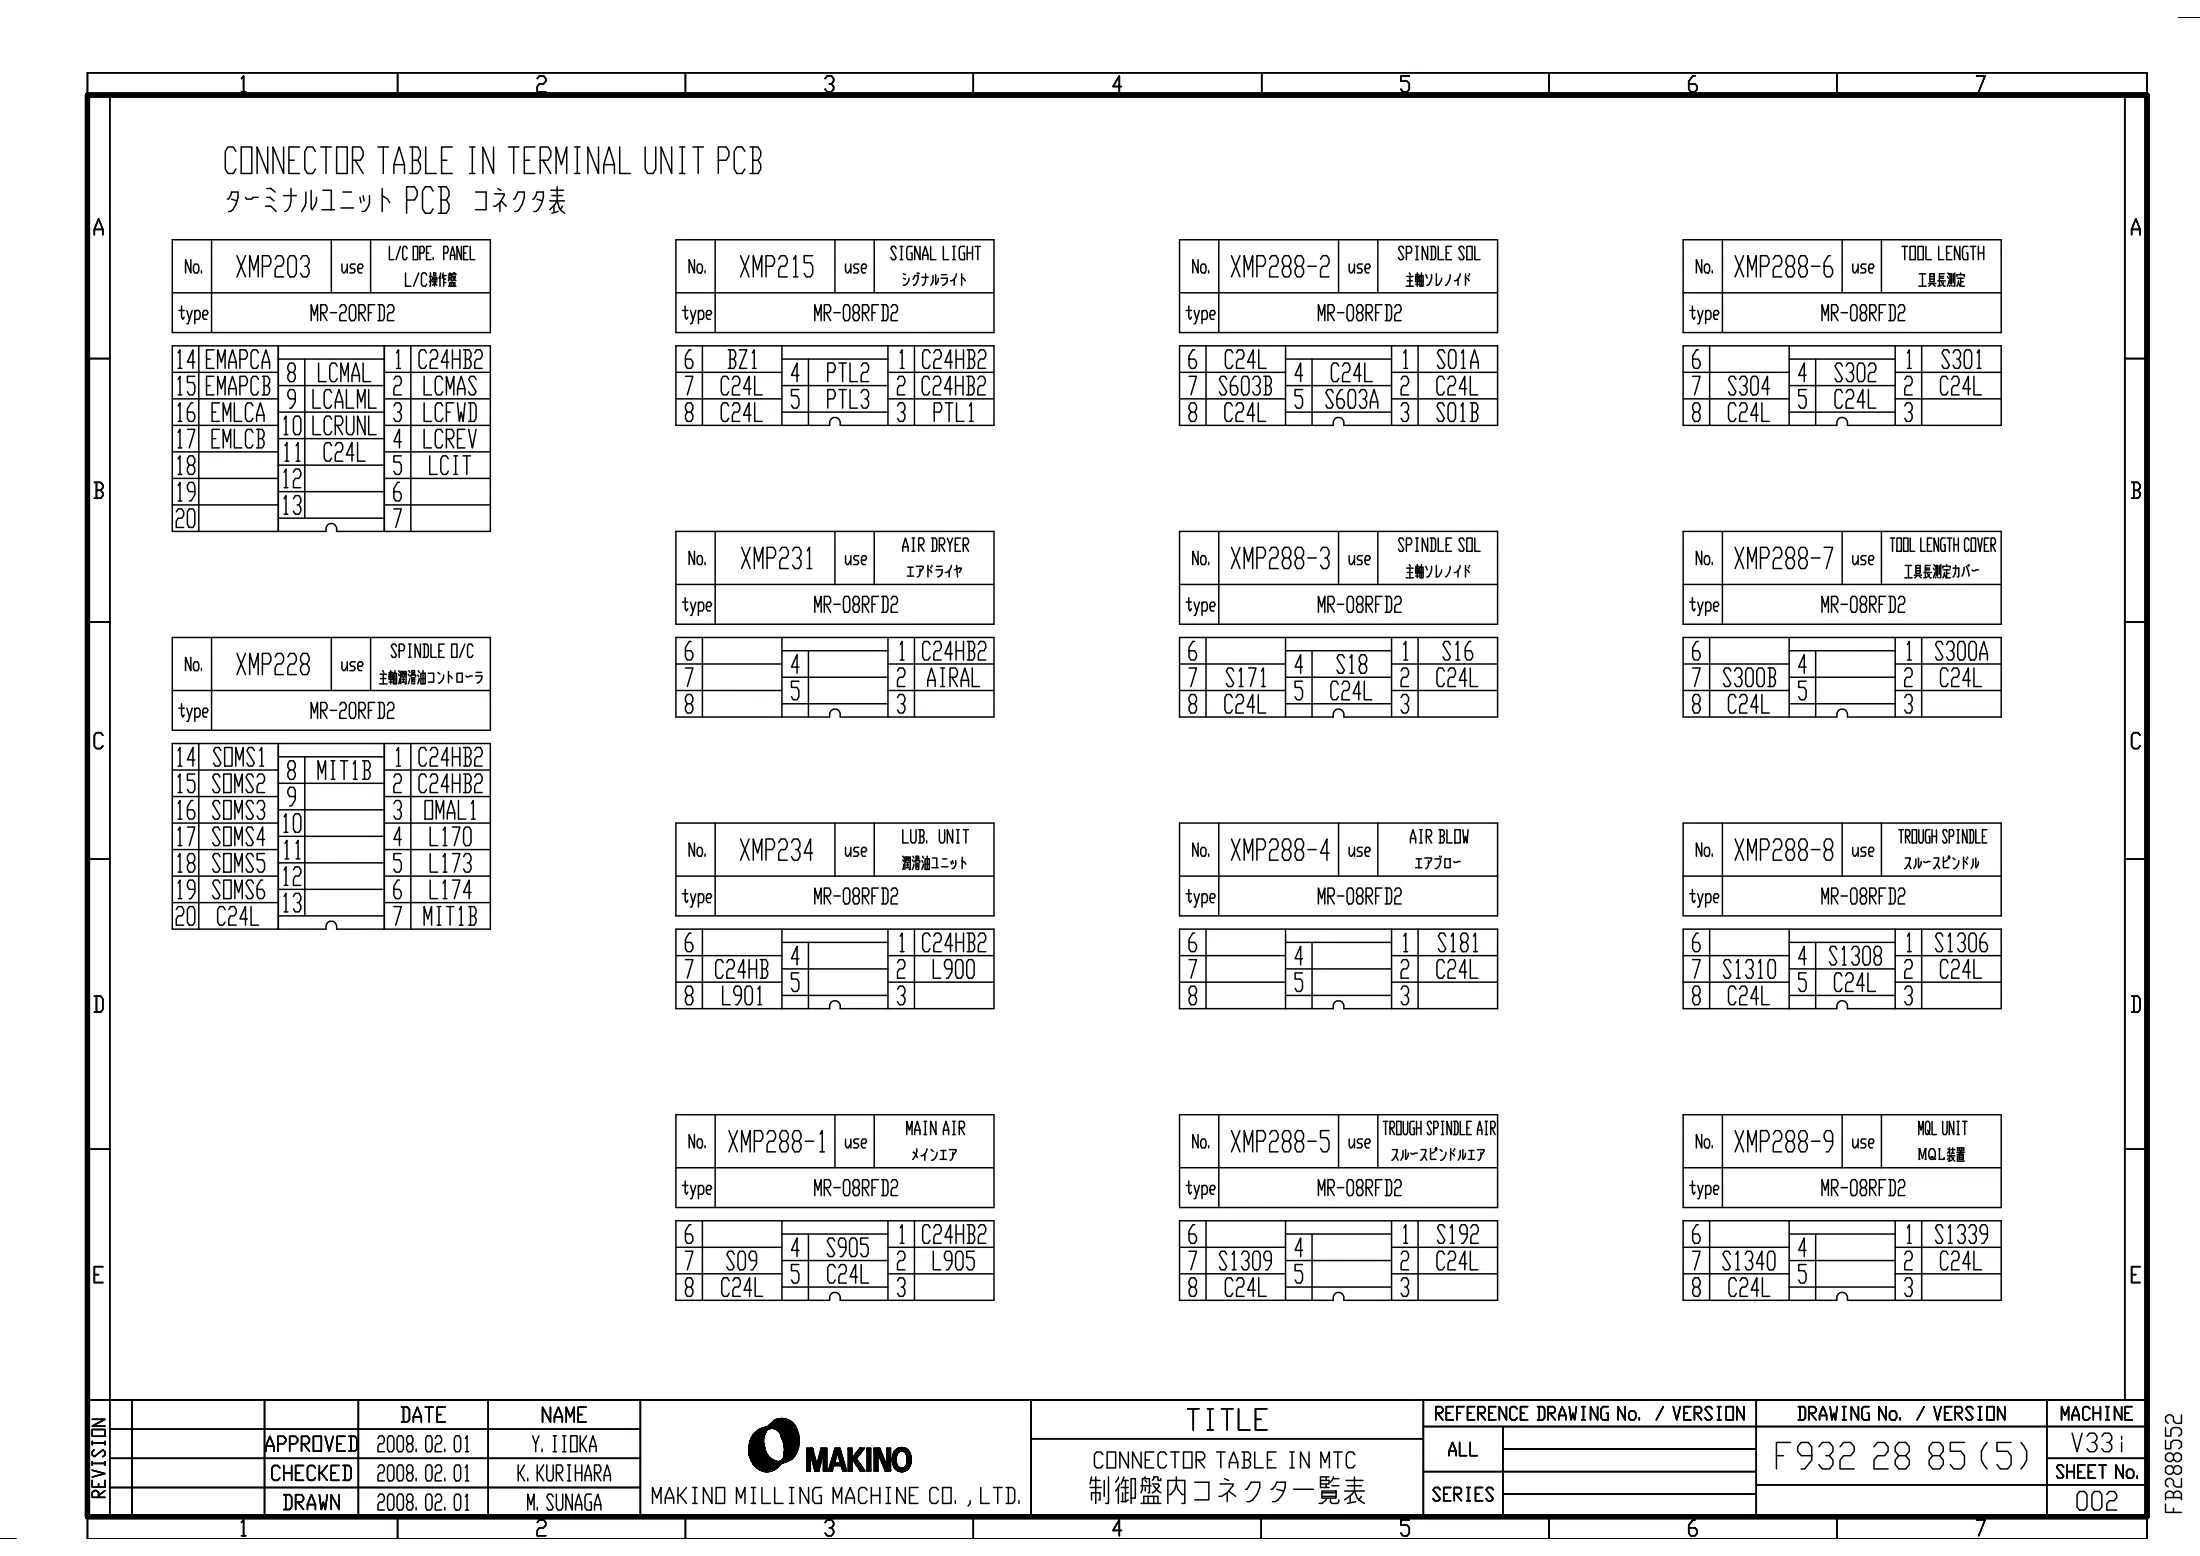 1 2 3 4 5 6 7
CONNECTOR TABLE IN TERMINAL UNIT PCB
ターミナルユニット PCB コネクタ表
A A
B B
C C
D D
E E
No. XMP203 use L/C OPE. PANEL
L/C操作盤
type MR-20RFD2
14 EMAPCA 1 C24HB2
8 LCMAL
15 EMAPCB 2 LCMAS
9 LCALML
16 EMLCA 3 LCFWD
10 LCRUNL
17 EMLCB 4 LCREV
11 C24L
18 5 LCIT
12
19 6
13
20 7
No. XMP228 use SPINDLE O/C
主軸潤滑油コントローラ
type MR-20RFD2
14 SOMS1 1 C24HB2
8 MIT1B
15 SOMS2 2 C24HB2
9
16 SOMS3 3 OMAL1
10
17 SOMS4 4 L170
11
18 SOMS5 5 L173
12
19 SOMS6 6 L174
13
20 C24L 7 MIT1B
No. XMP215 use SIGNAL LIGHT
シグナルライト
type MR-08RFD2
6 BZ1 1 C24HB2
4 PTL2
7 C24L 2 C24HB2
5 PTL3
8 C24L 3 PTL1
No. XMP231 use AIR DRYER
エアドライヤ
type MR-08RFD2
6 1 C24HB2
4
7 2 AIRAL
5
8 3
No. XMP234 use LUB. UNIT
潤滑油ユニット
type MR-08RFD2
6 1 C24HB2
4
7 C24HB 2 L900
5
8 L901 3
No. XMP288-1 use MAIN AIR
メインエア
type MR-08RFD2
6 1 C24HB2
4 S905
7 S09 2 L905
5 C24L
8 C24L 3
No. XMP288-2 use SPINDLE SOL
主軸ソレノイド
type MR-08RFD2
6 C24L 1 S01A
4 C24L
7 S603B 2 C24L
5 S603A
8 C24L 3 S01B
No. XMP288-3 use SPINDLE SOL
主軸ソレノイド
type MR-08RFD2
6 1 S16
4 S18
7 S171 2 C24L
5 C24L
8 C24L 3
No. XMP288-4 use AIR BLOW
エアブロー
type MR-08RFD2
6 1 S181
4
7 2 C24L
5
8 3
No. XMP288-5 use TROUGH SPINDLE AIR
スルースピンドルエア
type MR-08RFD2
6 1 S192
4
7 S1309 2 C24L
5
8 C24L 3
No. XMP288-6 use TOOL LENGTH
工具長測定
type MR-08RFD2
6 1 S301
4 S302
7 S304 2 C24L
5 C24L
8 C24L 3
No. XMP288-7 use TOOL LENGTH COVER
工具長測定カバー
type MR-08RFD2
6 1 S300A
4
7 S300B 2 C24L
5
8 C24L 3
No. XMP288-8 use TROUGH SPINDLE
スルースピンドル
type MR-08RFD2
6 1 S1306
4 S1308
7 S1310 2 C24L
5 C24L
8 C24L 3
No. XMP288-9 use MQL UNIT
MQL装置
type MR-08RFD2
6 1 S1339
4
7 S1340 2 C24L
5
8 C24L 3
REVISION
DATE NAME
APPROVED 2008.02.01 Y. IIOKA
CHECKED 2008.02.01 K. KURIHARA
DRAWN 2008.02.01 M. SUNAGA
MAKINO
MAKINO MILLING MACHINE CO.,LTD.
TITLE
CONNECTOR TABLE IN MTC
制御盤内コネクタ一覧表
REFERENCE DRAWING No. / VERSION
ALL
SERIES
DRAWING No. / VERSION
F932 28 85(5)
MACHINE
V33i
SHEET No.
002
FB288552
1 2 3 4 5 6 7